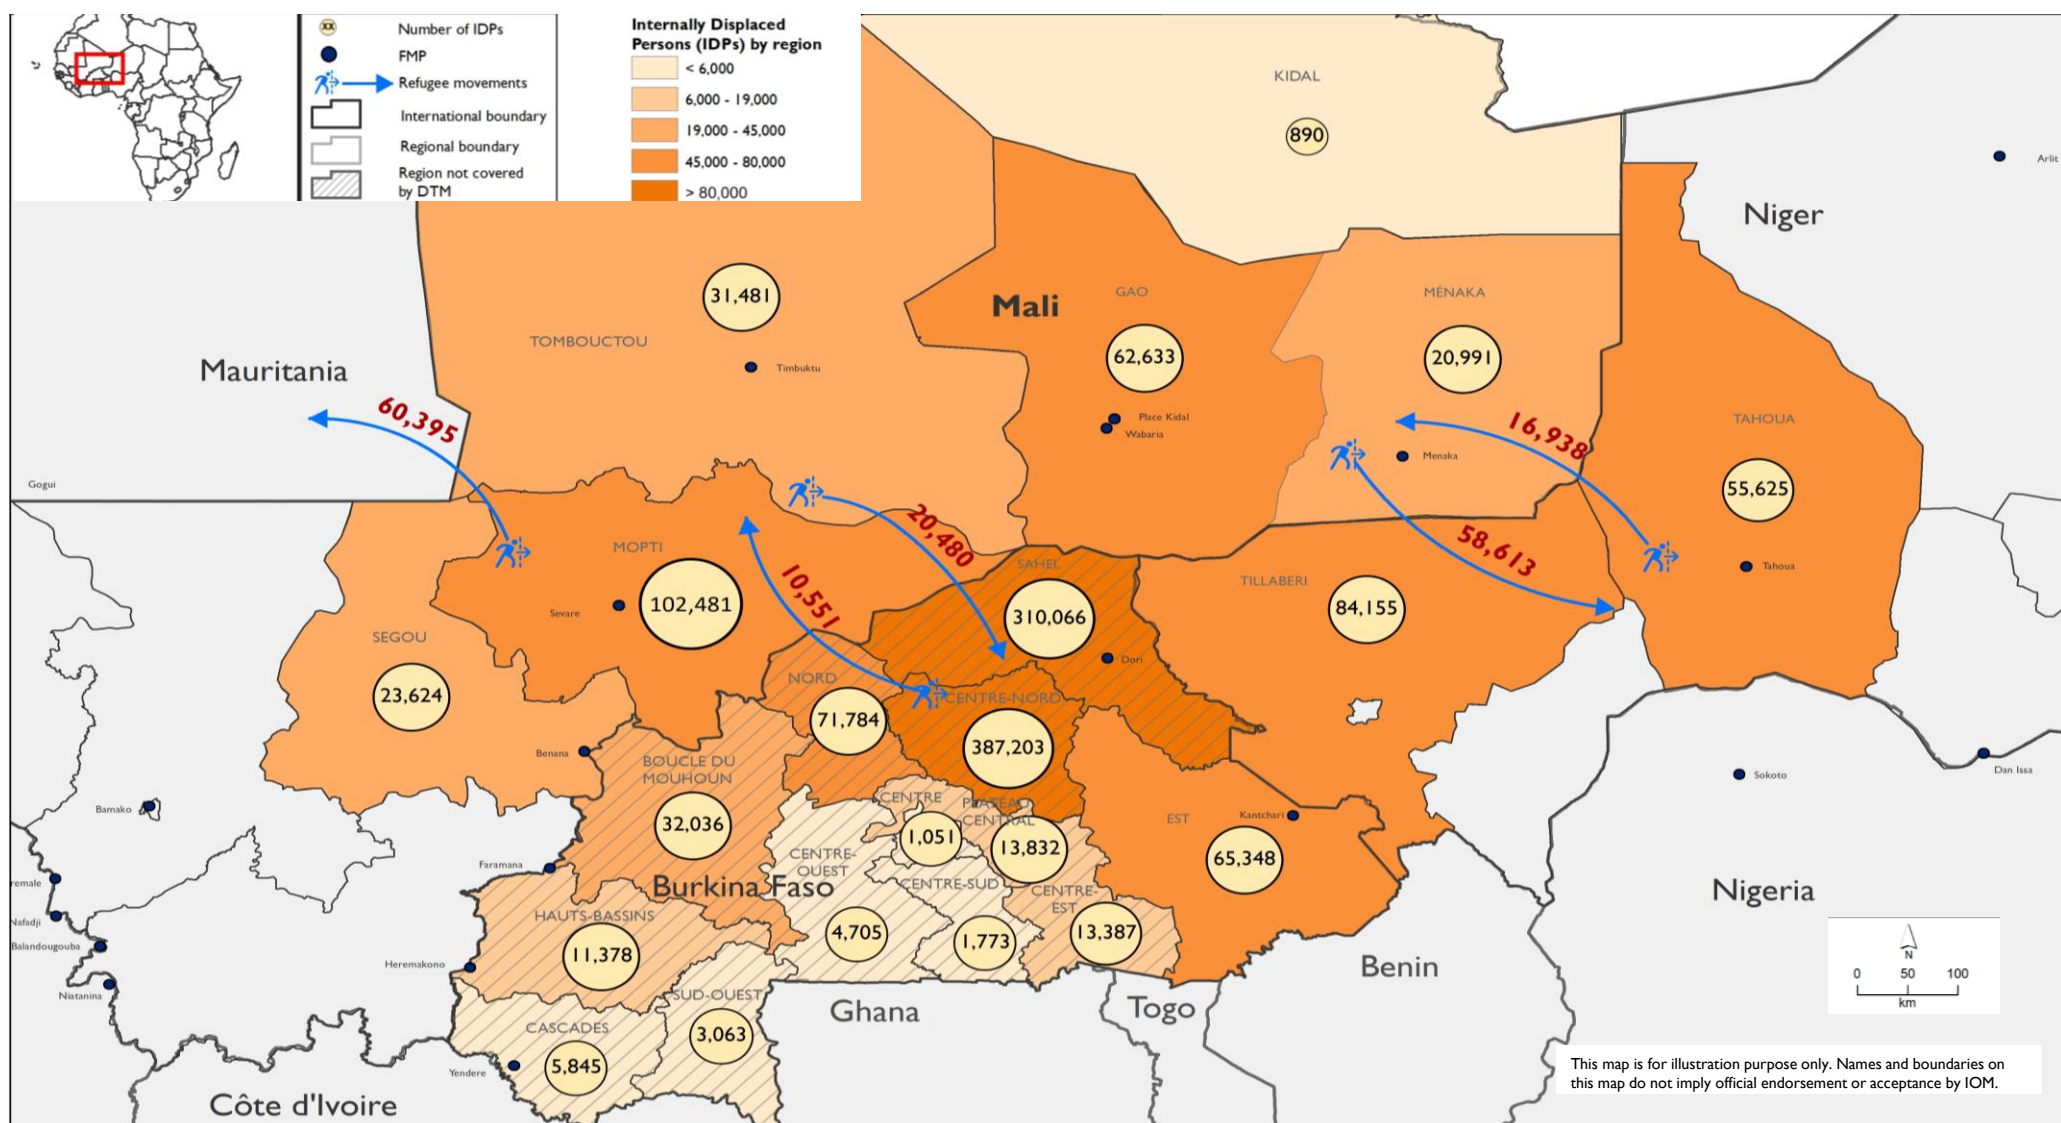 XX
Number of IDPs
FMP
Refugee movements
International boundary
Regional boundary
Region not covered
by DTM
Internally Displaced
Persons (IDPs) by region
< 6,000
6,000 - 19,000
19,000 - 45,000
45,000 - 80,000
> 80,000
KIDAL
890
Arlit
Niger
Mali
GAO
62,633
Place Kidal
Wabaria
MÉNAKA
20,991
Menaka
16,938
58,613
TAHOUA
55,625
Tahoua
31,481
TOMBOUCTOU
Timbuktu
Mauritania
60,395
Gogui
20,480
10,551
MOPTI
102,481
Sevare
SEGOU
23,624
SAHEL
310,066
Dori
TILLABERI
84,155
NORD
71,784
CENTRE-NORD
387,203
Benana
BOUCLE DU
MOUHOUN
32,036
Bamako
CENTRE
1,051
PLATEAU
CENTRAL
13,832
EST
Kantchari
65,348
Sokoto
Dan Issa
Faramana
Burkina Faso
CENTRE-
OUEST
4,705
CENTRE-SUD
1,773
CENTRE-
EST
13,387
Nigeria
remale
Nafadji
Balandougouba
Niatanina
HAUTS-BASSINS
11,378
Heremakono
SUD-OUEST
3,063
CASCADES
5,845
Yendere
Ghana
Togo
Benin
Côte d'Ivoire
N
0 50 100
km
This map is for illustration purpose only. Names and boundaries on
this map do not imply official endorsement or acceptance by IOM.